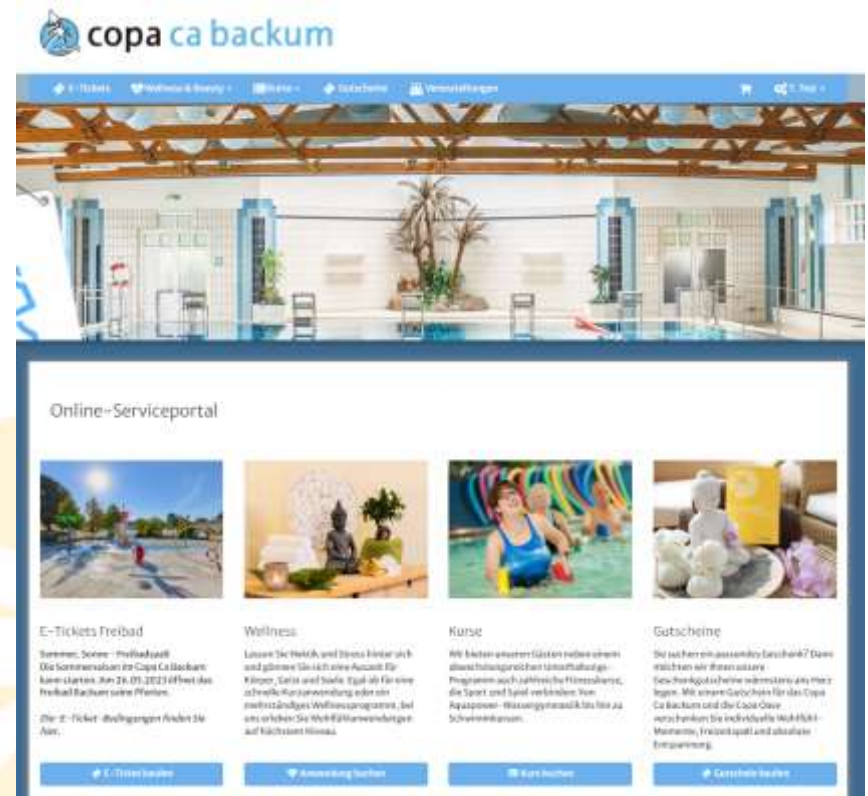 copa ca backum
E-Tickets Wellness & Beauty Kurse Gutscheine Veranstaltungen T. Test
Online-Serviceportal
E-Tickets Freibad
Sommer, Sonne - Freibadspaß
Die Sommersaison im Copa Ca Backum
kann starten. Am 26.05.2023 öffnet das
Freibad Backum seine Pforten.
Die E-Ticket-Bedingungen finden Sie
hier.
E-Ticket kaufen
Wellness
Lassen Sie Hektik und Stress hinter sich
und gönnen Sie sich eine Auszeit für
Körper, Geist und Seele. Egal ob für eine
schnelle Kurzanwendung oder ein
mehrstündiges Wellnessprogramm, bei
uns erleben Sie Wohlfühlanwendungen
auf höchstem Niveau.
Anwendung buchen
Kurse
Wir bieten unseren Gästen neben einem
abwechslungsreichen Unterhaltungs-
Programm auch zahlreiche Fitnesskurse,
die Sport und Spiel verbinden: Von
Aquapower-Wassergymnastik bis hin zu
Schwimmkursen.
Kurs buchen
Gutscheine
Sie suchen ein passendes Geschenk? Dann
möchten wir Ihnen unsere
Geschenkgutscheine wärmstens ans Herz
legen. Mit einem Gutschein für das Copa
Ca Backum und die Copa Oase
verschenken Sie individuelle Wohlfühl-
Momente, Freizeitspaß und absolute
Entspannung.
Gutschein kaufen